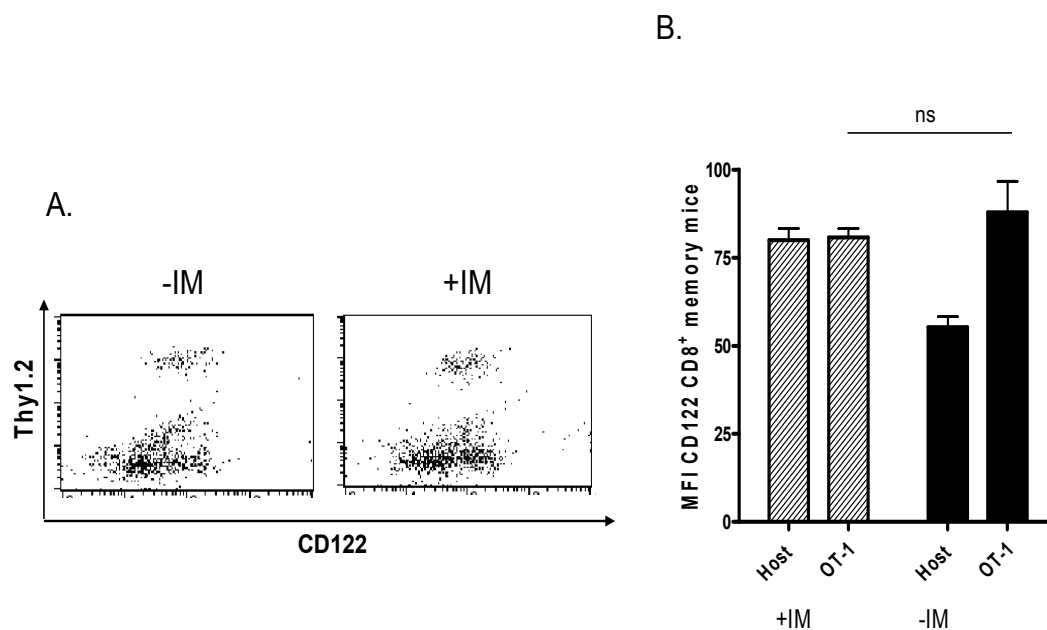 B.
ns
A.
-IM
+IM
Thy1.2
CD122
MFI CD122 CD8+ memory mice
100
75
50
25
0
Host
OT-1
Host
OT-1
+IM
-IM